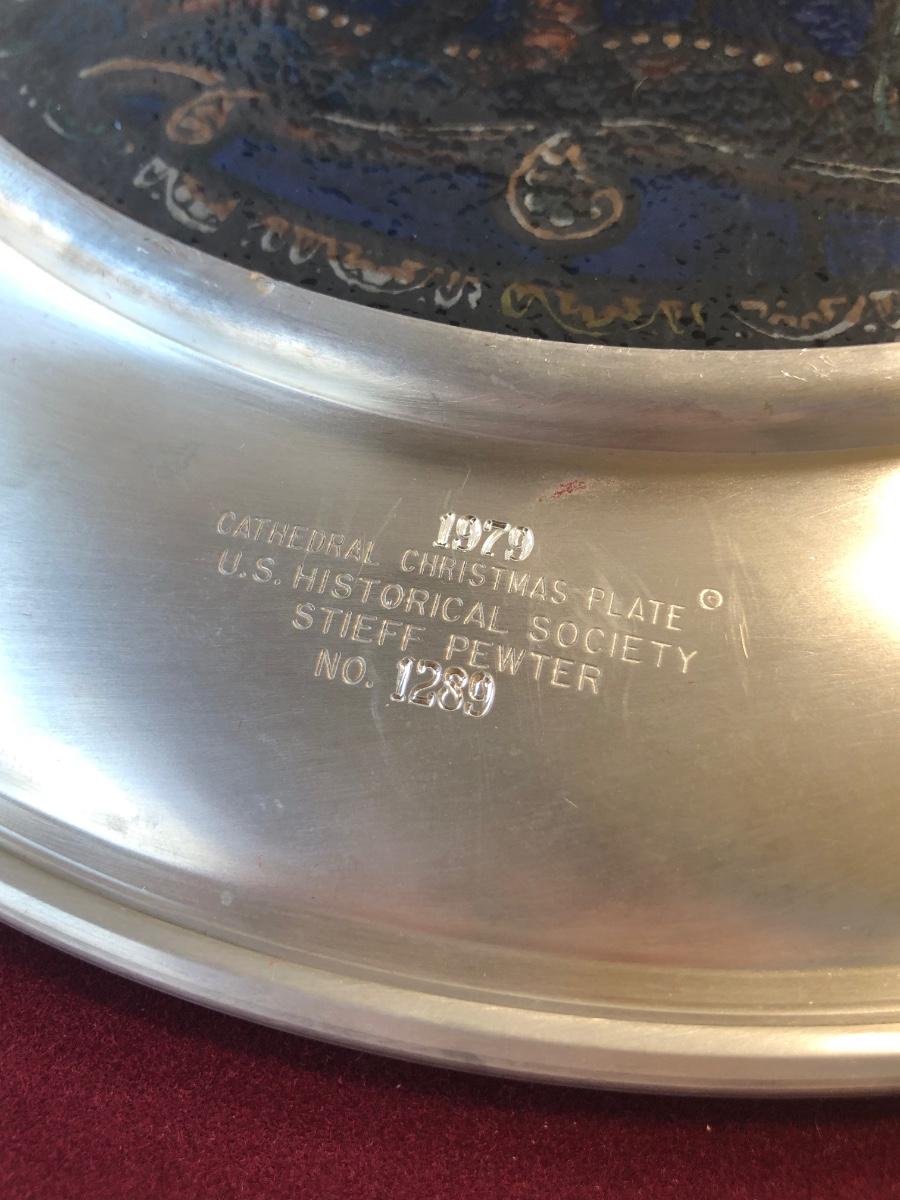 1979
CATHEDRAL CHRISTMAS PLATE ©
U.S. HISTORICAL SOCIETY
STIEFF PEWTER
NO. 1289